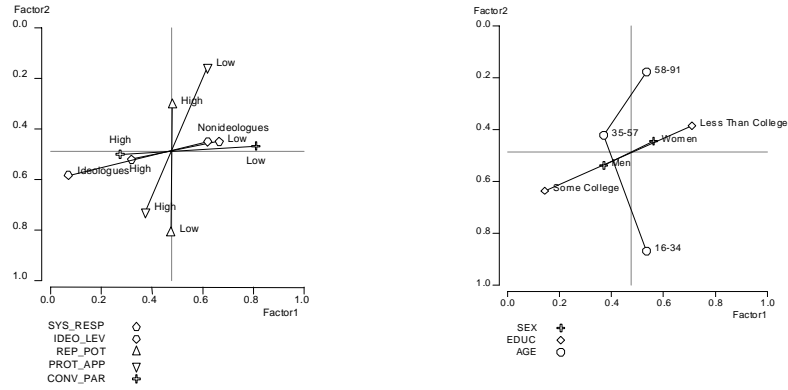 Factor2
0.0
0.2
0.4
0.6
0.8
1.0
0.0
0.2
0.4
0.6
0.8
1.0
Factor1
Low
High
Nonideologues
Low
High
Low
Ideologues
High
High
Low
SYS_RESP
IDEO_LEV
REP_POT
PROT_APP
CONV_PAR
Factor2
0.0
0.2
0.4
0.6
0.8
1.0
0.0
0.2
0.4
0.6
0.8
1.0
Factor1
58-91
Less Than College
35-57
Women
Men
Some College
16-34
SEX
EDUC
AGE